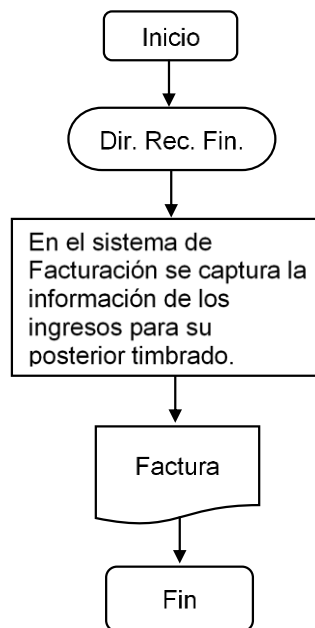 Inicio
Dir. Rec. Fin.
En el sistema de
Facturación se captura la
información de los
ingresos para su
posterior timbrado.
Factura
Fin